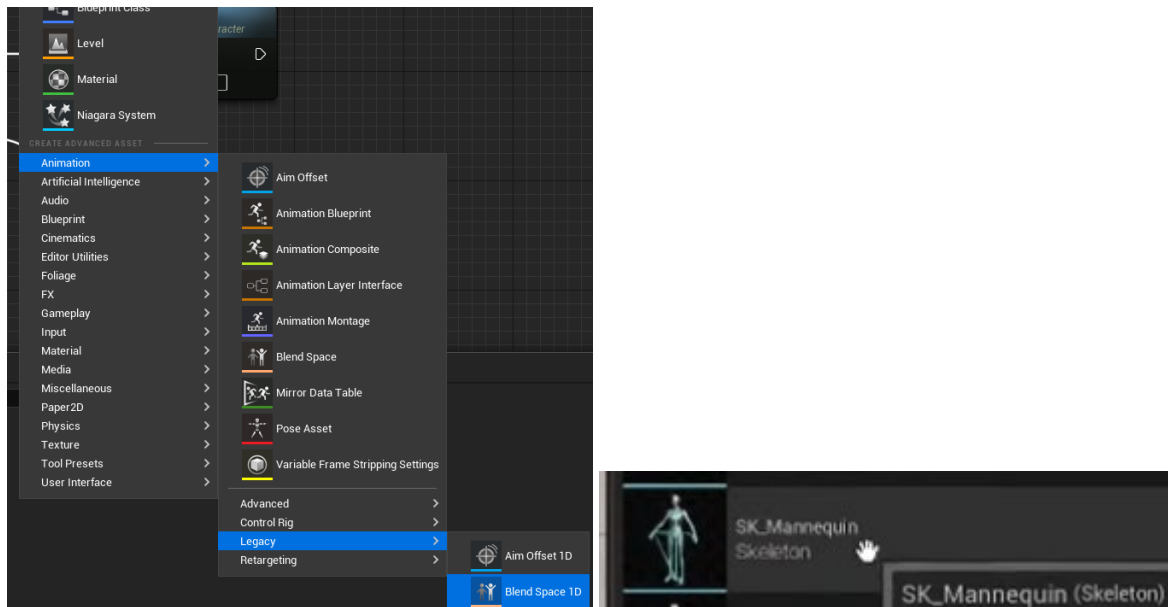 Blueprint Class
racter
Level
Material
Niagara System
CREATE ADVANCED ASSET
Animation
Artificial Intelligence
Audio
Blueprint
Cinematics
Editor Utilities
Foliage
FX
Gameplay
Input
Material
Media
Miscellaneous
Paper2D
Physics
Texture
Tool Presets
User Interface
Aim Offset
Animation Blueprint
Animation Composite
Animation Layer Interface
Animation Montage
Blend Space
Mirror Data Table
Pose Asset
Variable Frame Stripping Settings
Advanced
Control Rig
Legacy
Retargeting
Aim Offset 1D
Blend Space 1D
SK_Mannequin
Skeleton
SK_Mannequin (Skeleton)